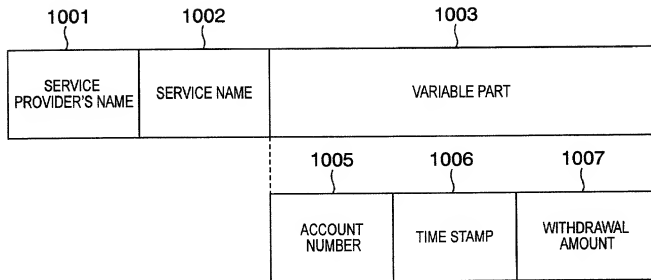 1001 1002 1003
SERVICE
PROVIDER'S NAME
SERVICE NAME
VARIABLE PART
1005 1006 1007
ACCOUNT
NUMBER
TIME STAMP
WITHDRAWAL
AMOUNT